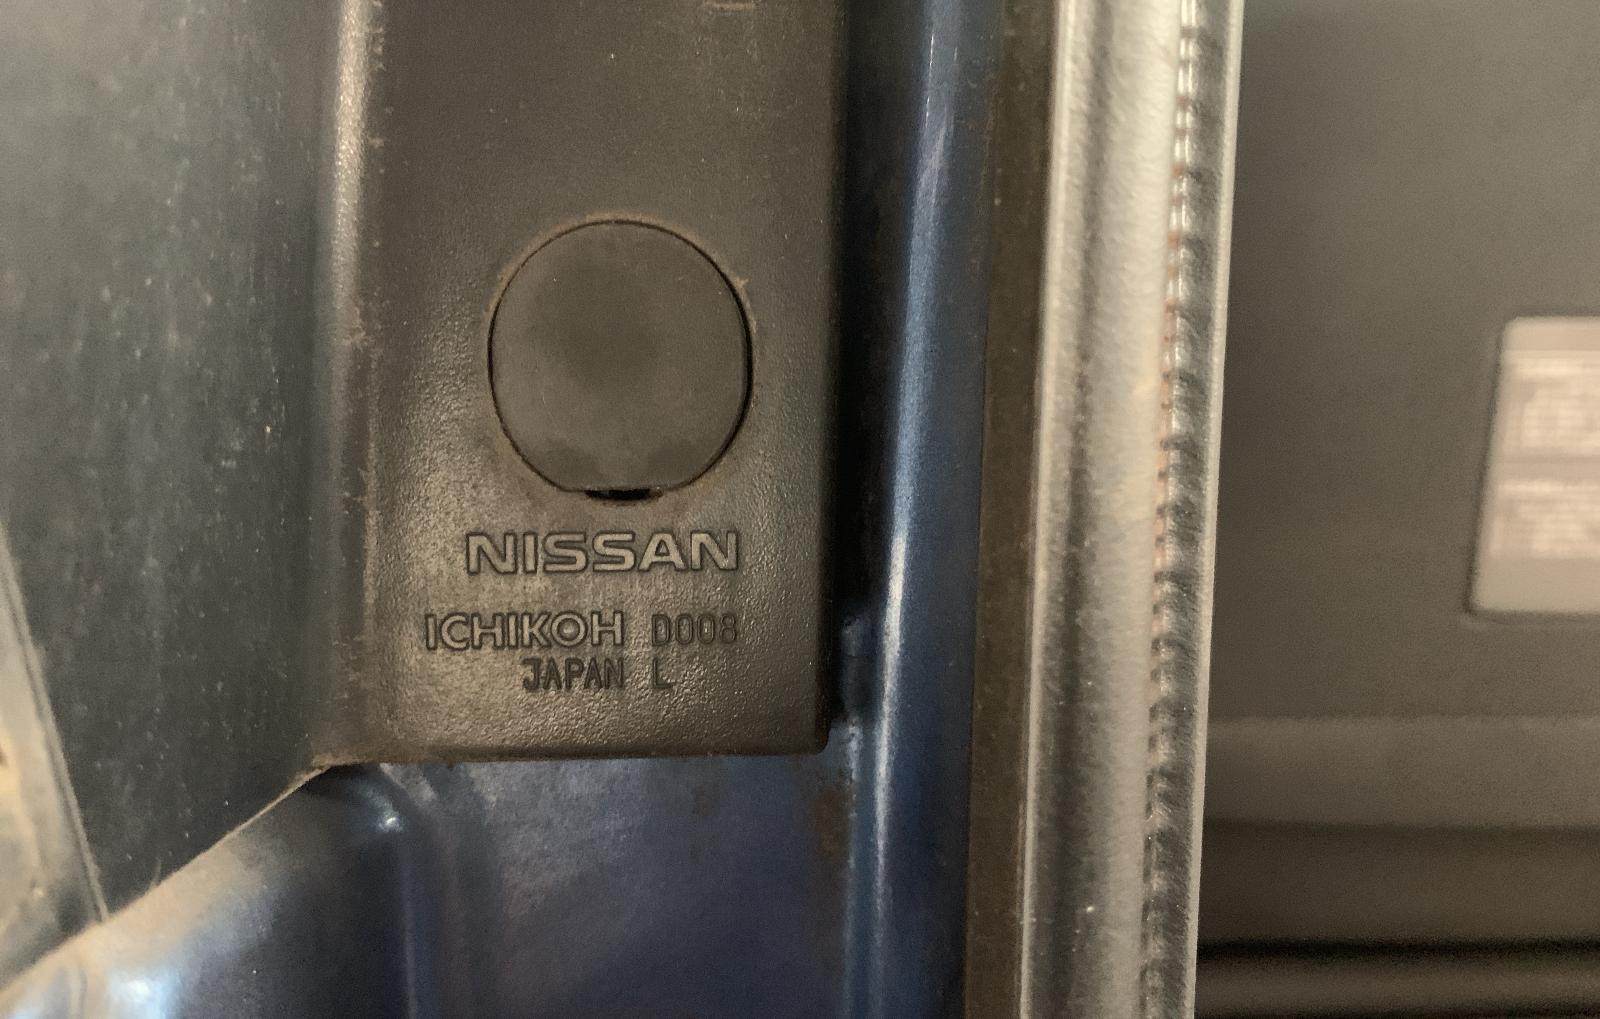 NISSAN
ICHIKOH D008
JAPAN L